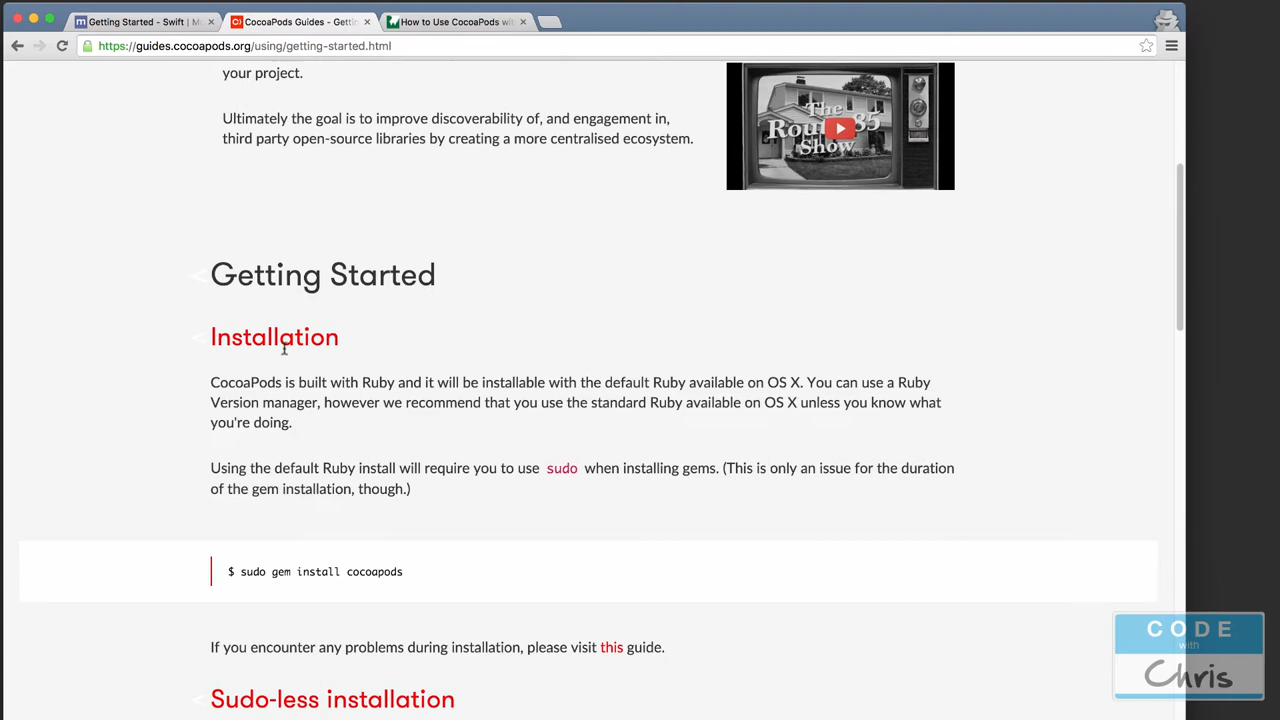 Getting Started - Swift | M
CocoaPods Guides - Gettin
How to Use CocoaPods wit
https://guides.cocoapods.org/using/getting-started.html
your project.
Ultimately the goal is to improve discoverability of, and engagement in,
third party open-source libraries by creating a more centralised ecosystem.
The
Route 85
Show
< Getting Started
< Installation
CocoaPods is built with Ruby and it will be installable with the default Ruby available on OS X. You can use a Ruby
Version manager, however we recommend that you use the standard Ruby available on OS X unless you know what
you're doing.
Using the default Ruby install will require you to use sudo when installing gems. (This is only an issue for the duration
of the gem installation, though.)
$ sudo gem install cocoapods
If you encounter any problems during installation, please visit this guide.
< Sudo-less installation
CODE
with
Chris